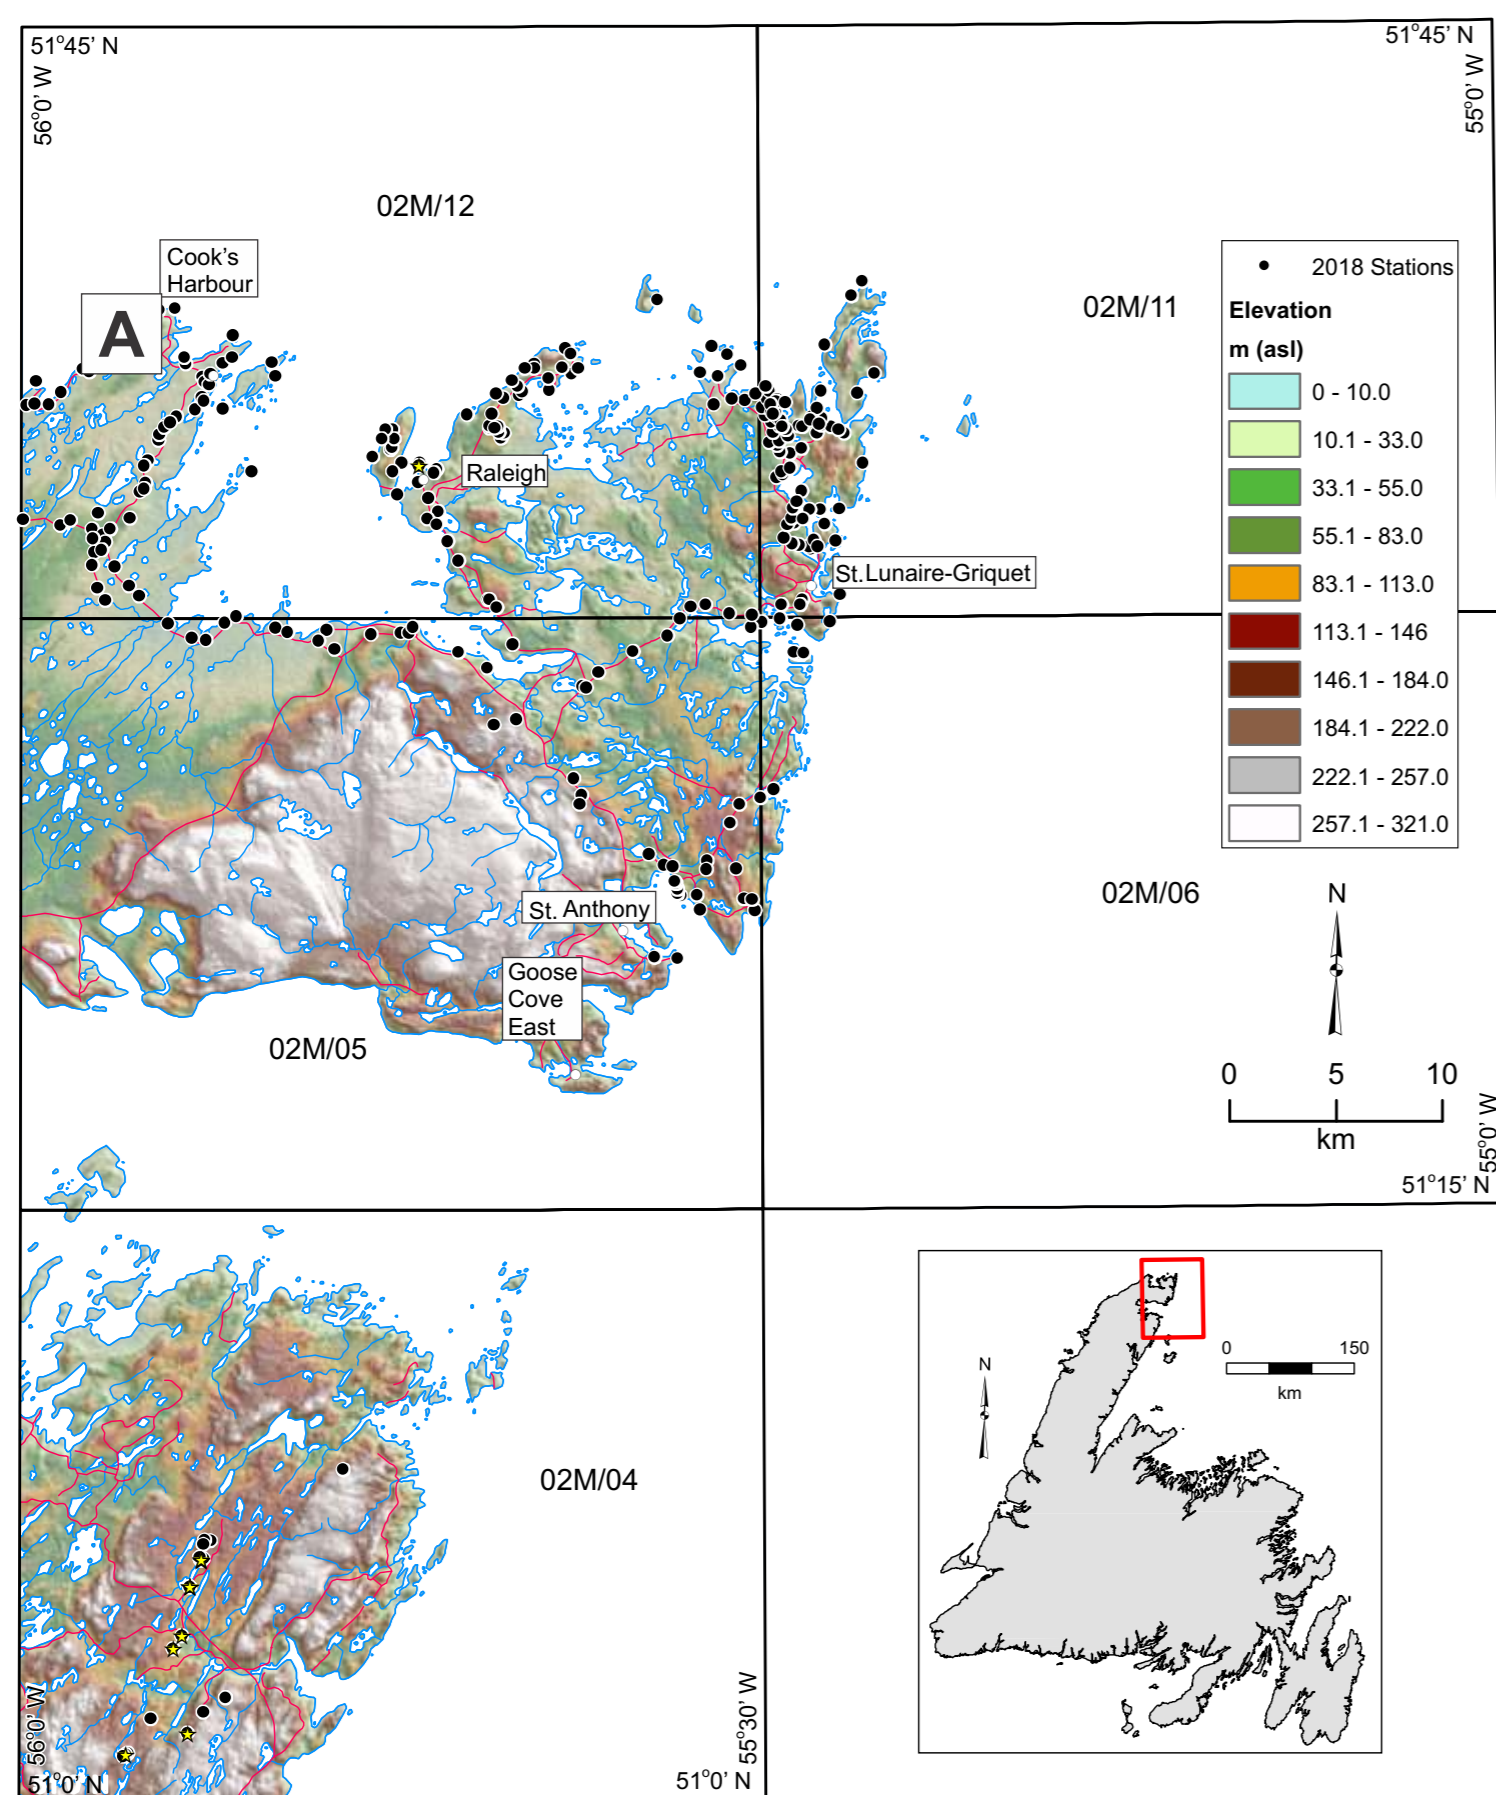 51°45’ N
51°45’ N
56°0’ W
55°0’ W
02M/12
Cook’s
Harbour
A
02M/11
2018 Stations
Elevation
m (asl)
0 - 10.0
10.1 - 33.0
33.1 - 55.0
55.1 - 83.0
83.1 - 113.0
113.1 - 146
146.1 - 184.0
184.1 - 222.0
222.1 - 257.0
257.1 - 321.0
Raleigh
St.Lunaire-Griquet
02M/06
N
St. Anthony
Goose
Cove
East
02M/05
0 5 10
km
55°0’ W
51°15’ N
02M/04
N
0 150
km
56°0’ W
51°0’ N
55°30’ W
51°0’ N